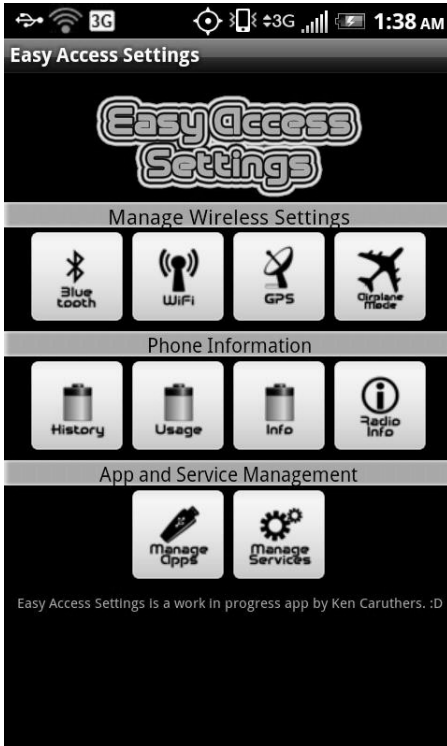 3G 3G 1:38 AM
Easy Access Settings
Easy Access
Settings
Manage Wireless Settings
Blue
tooth
WiFi
GPS
Airplane
Mode
Phone Information
History
Usage
Info
Radio
Info
App and Service Management
Manage
Apps
Manage
Services
Easy Access Settings is a work in progress app by Ken Caruthers. :D